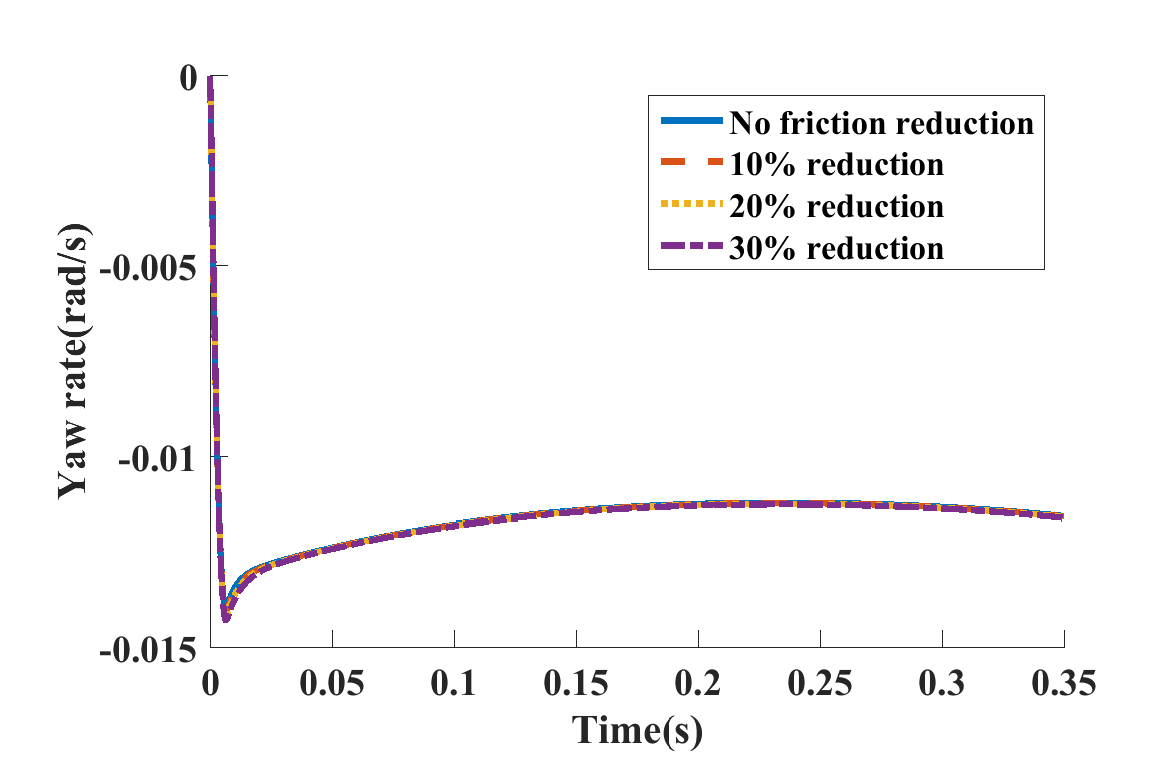 0
-0.005
-0.01
-0.015
Yaw rate(rad/s)
No friction reduction
10% reduction
20% reduction
30% reduction
0 0.05 0.1 0.15 0.2 0.25 0.3 0.35
Time(s)